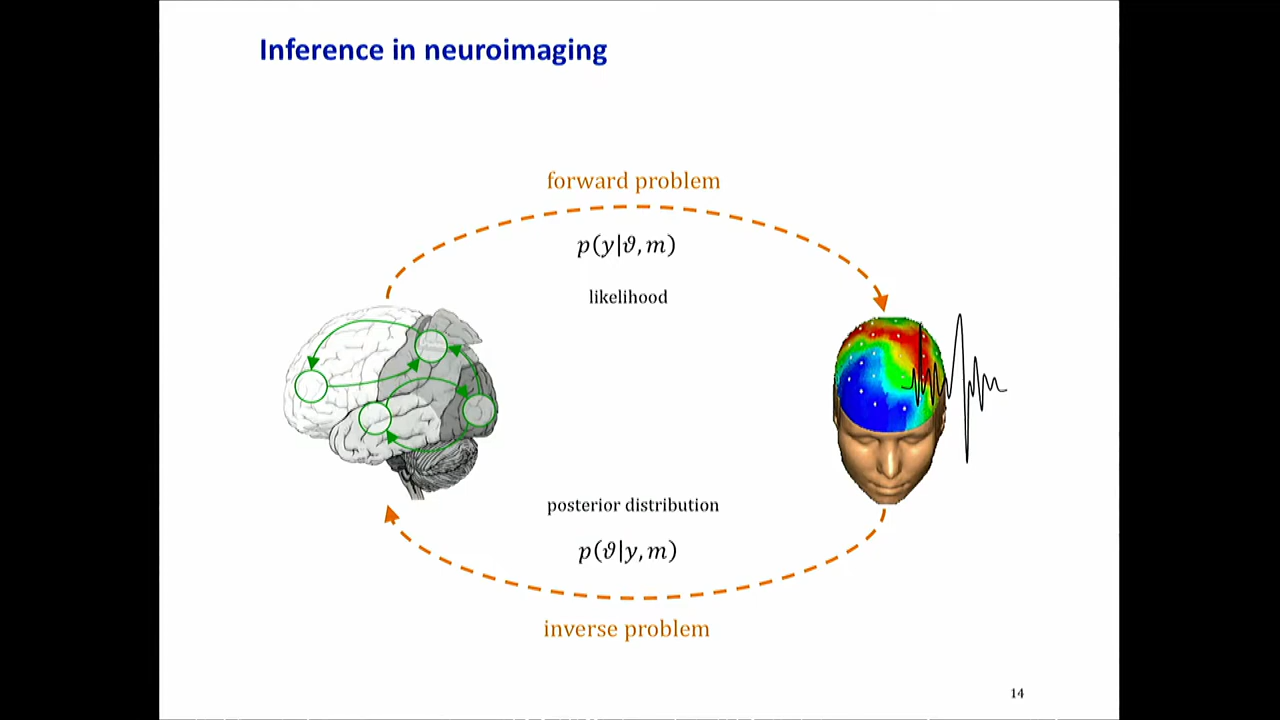 Inference in neuroimaging
forward problem
p(y|ϑ, m)
likelihood
posterior distribution
p(ϑ|y, m)
inverse problem
14